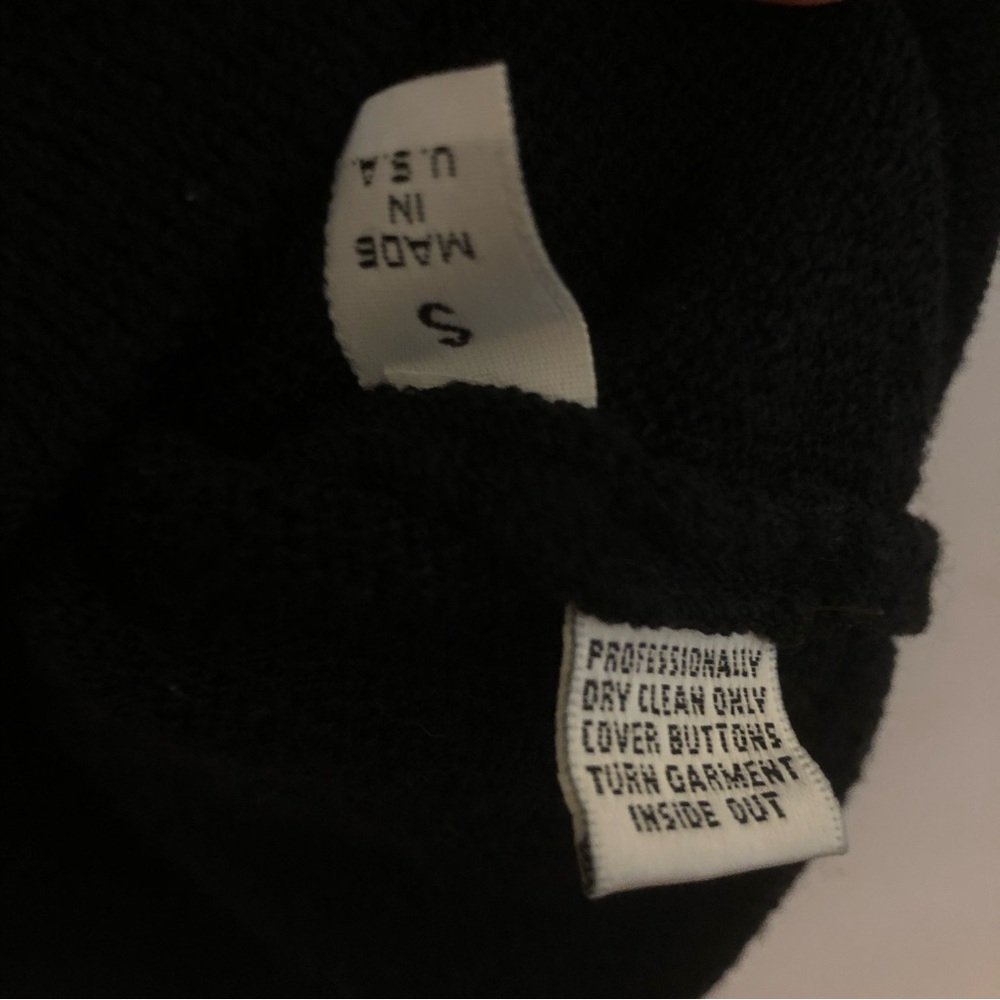 S
MADE
IN
U.S.A.
PROFESSIONALLY
DRY CLEAN ONLY
COVER BUTTONS
TURN GARMENT
INSIDE OUT